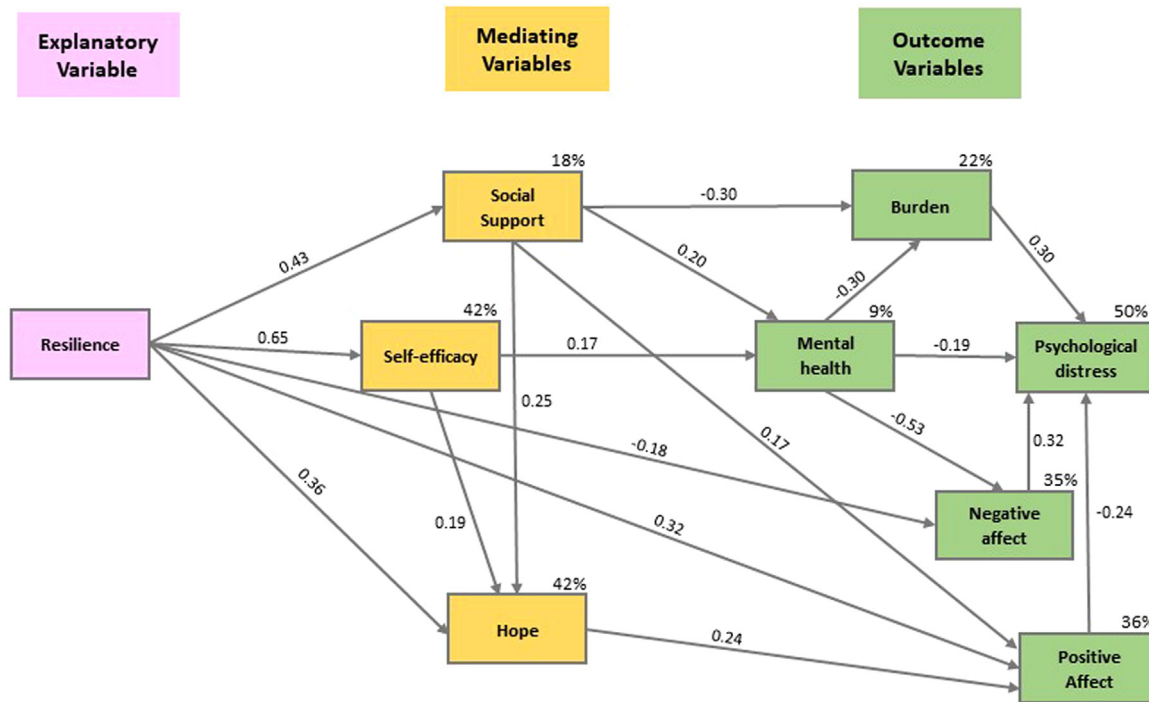 Explanatory
Variable
Mediating
Variables
Outcome
Variables
18%
Social
Support
22%
Burden
-0.30
0.43
0.20
-0.30
0.30
Resilience
0.65
42%
Self-efficacy
0.17
9%
Mental
health
-0.19
50%
Psychological
distress
0.25
-0.18
0.17
-0.53
0.32
35%
Negative
affect
-0.24
0.36
0.19
0.32
42%
Hope
0.24
36%
Positive
Affect